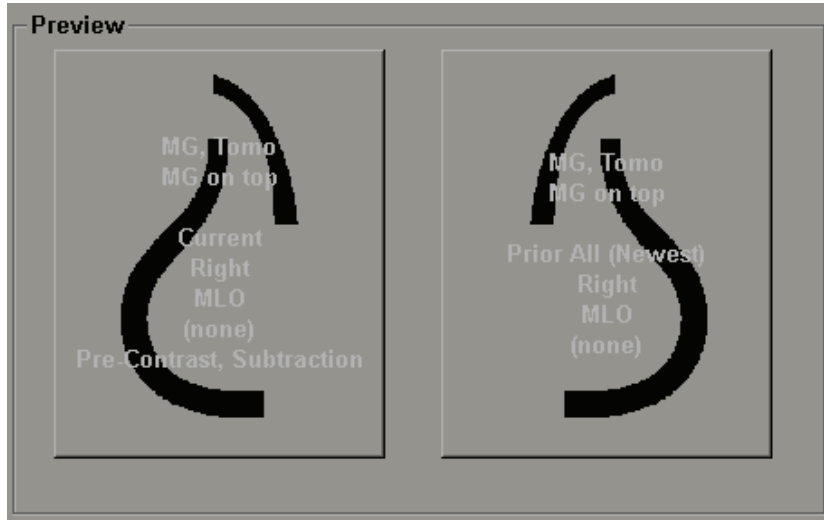 Preview
MG, Tomo
MG on top
Current
Right
MLO
(none)
Pre-Contrast, Subtraction
MG, Tomo
MG on top
Prior All (Newest)
Right
MLO
(none)